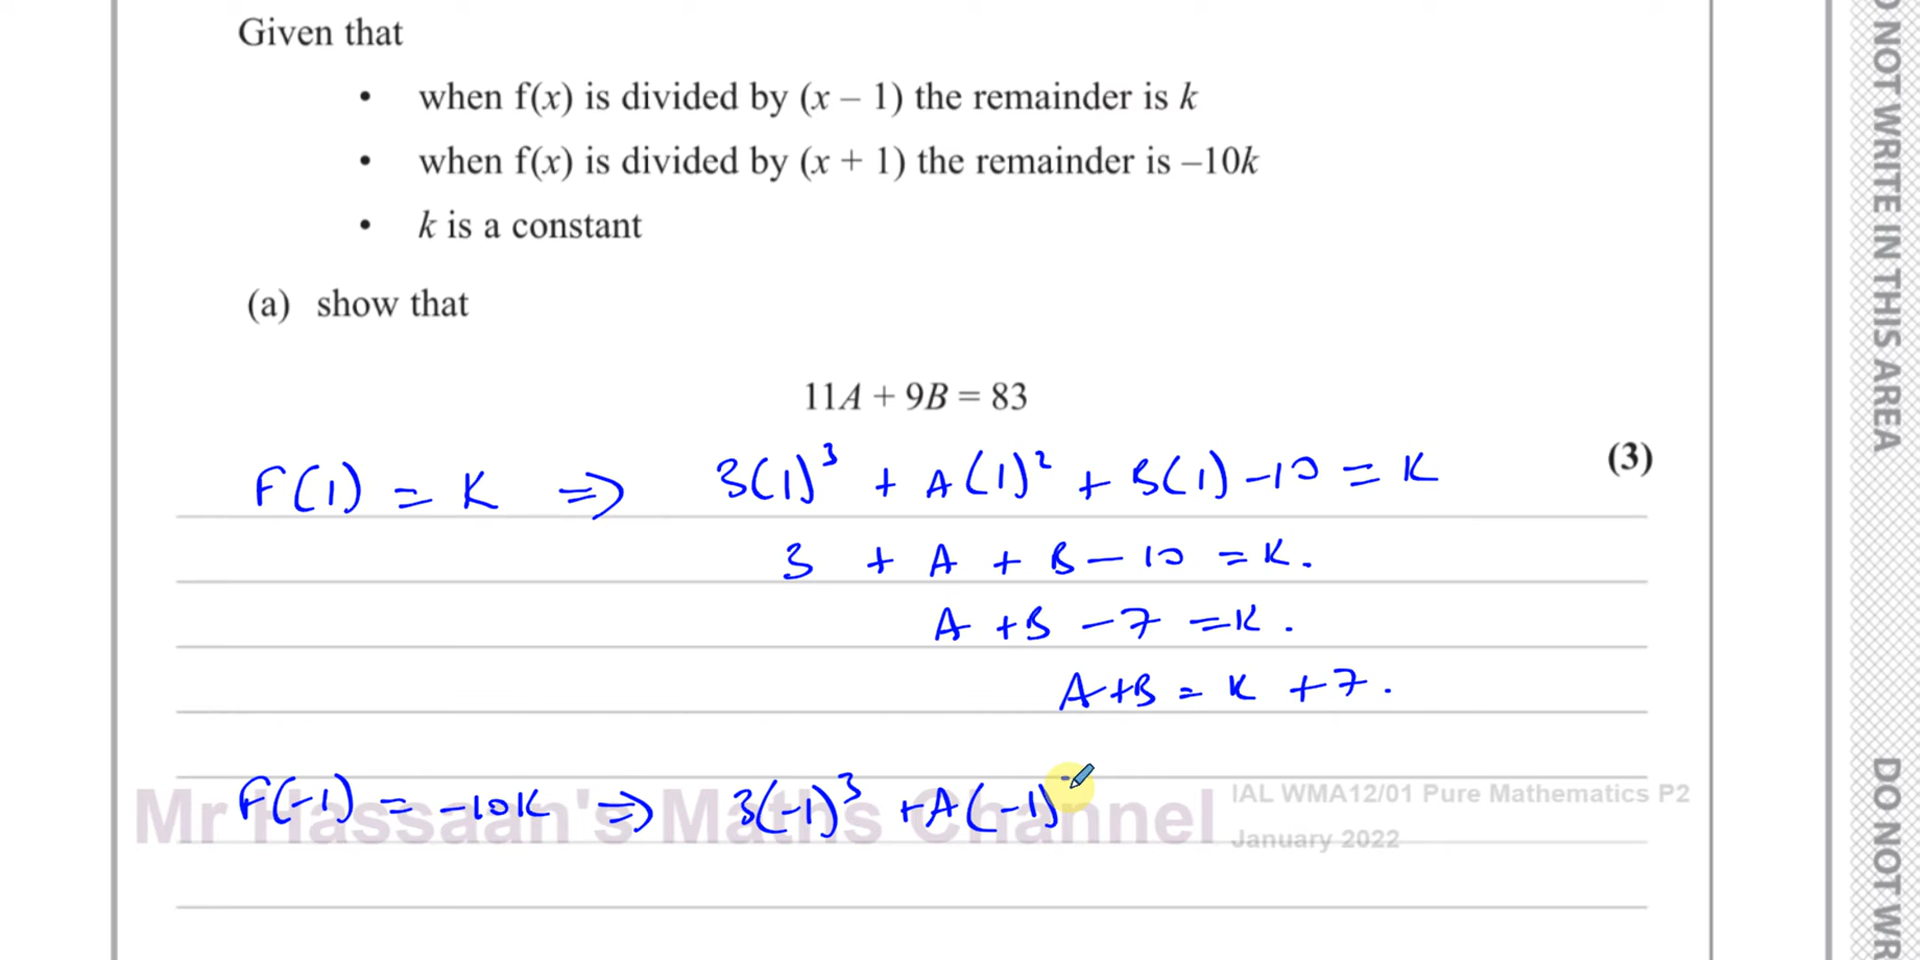 Given that
• when f(x) is divided by (x – 1) the remainder is k
• when f(x) is divided by (x + 1) the remainder is –10k
• k is a constant
(a) show that
11A + 9B = 83
(3)
F(1) = K ⇒ 3(1)³ + A(1)² + B(1) -10 = K
3 + A + B - 10 = K.
A + B - 7 = K.
A + B = K + 7.
F(-1) = -10K ⇒ 3(-1)³ + A(-1)
Mr Hassaan's Maths Channel
IAL WMA12/01 Pure Mathematics P2
January 2022
O NOT WRITE IN THIS AREA
DO NOT WR